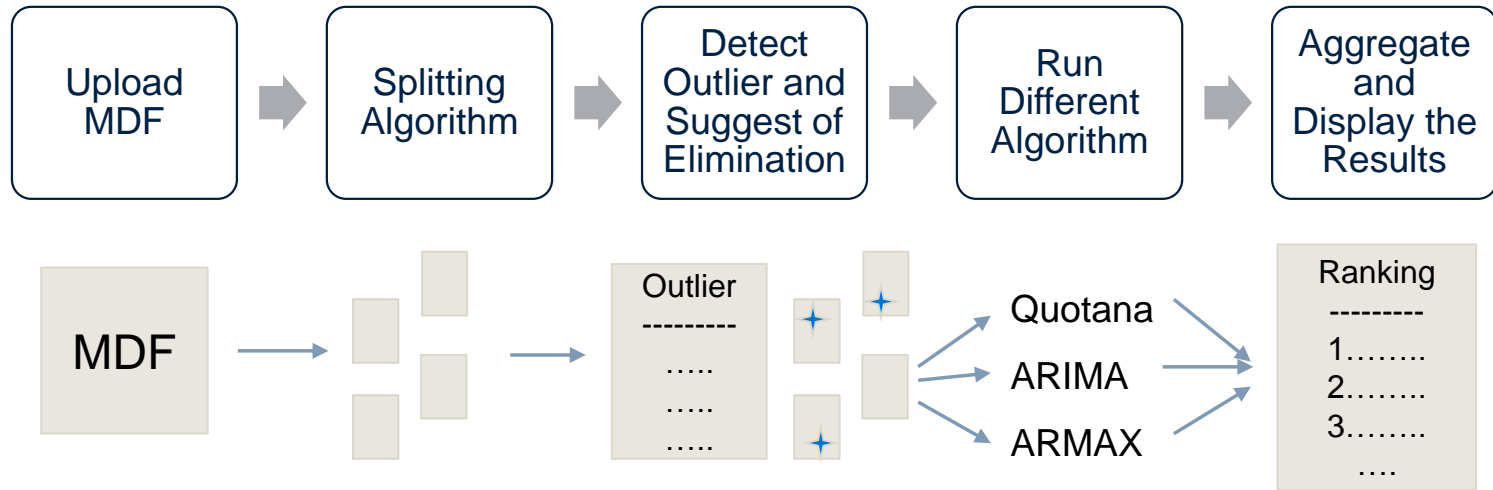 Upload
MDF
Splitting
Algorithm
Detect
Outlier and
Suggest of
Elimination
Run
Different
Algorithm
Aggregate
and
Display the
Results
MDF
Outlier
---------
…..
…..
…..
Quotana
ARIMA
ARMAX
Ranking
---------
1……..
2……..
3……..
….